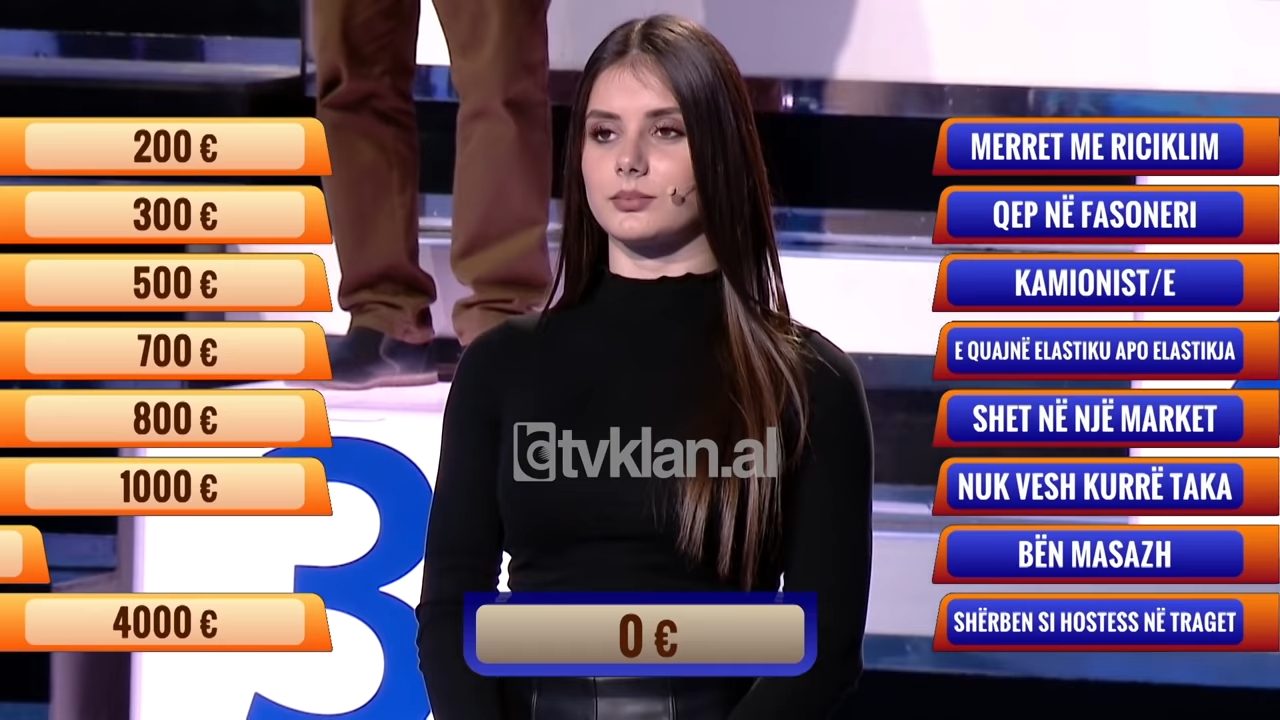 200 €
300 €
500 €
700 €
800 €
1000 €
4000 €
MERRET ME RICIKLIM
QEP NË FASONERI
KAMIONIST/E
E QUAJNË ELASTIKU APO ELASTIKJA
SHET NË NJË MARKET
NUK VESH KURRË TAKA
BËN MASAZH
SHËRBEN SI HOSTESS NË TRAGET
3
tvklan.al
0 €